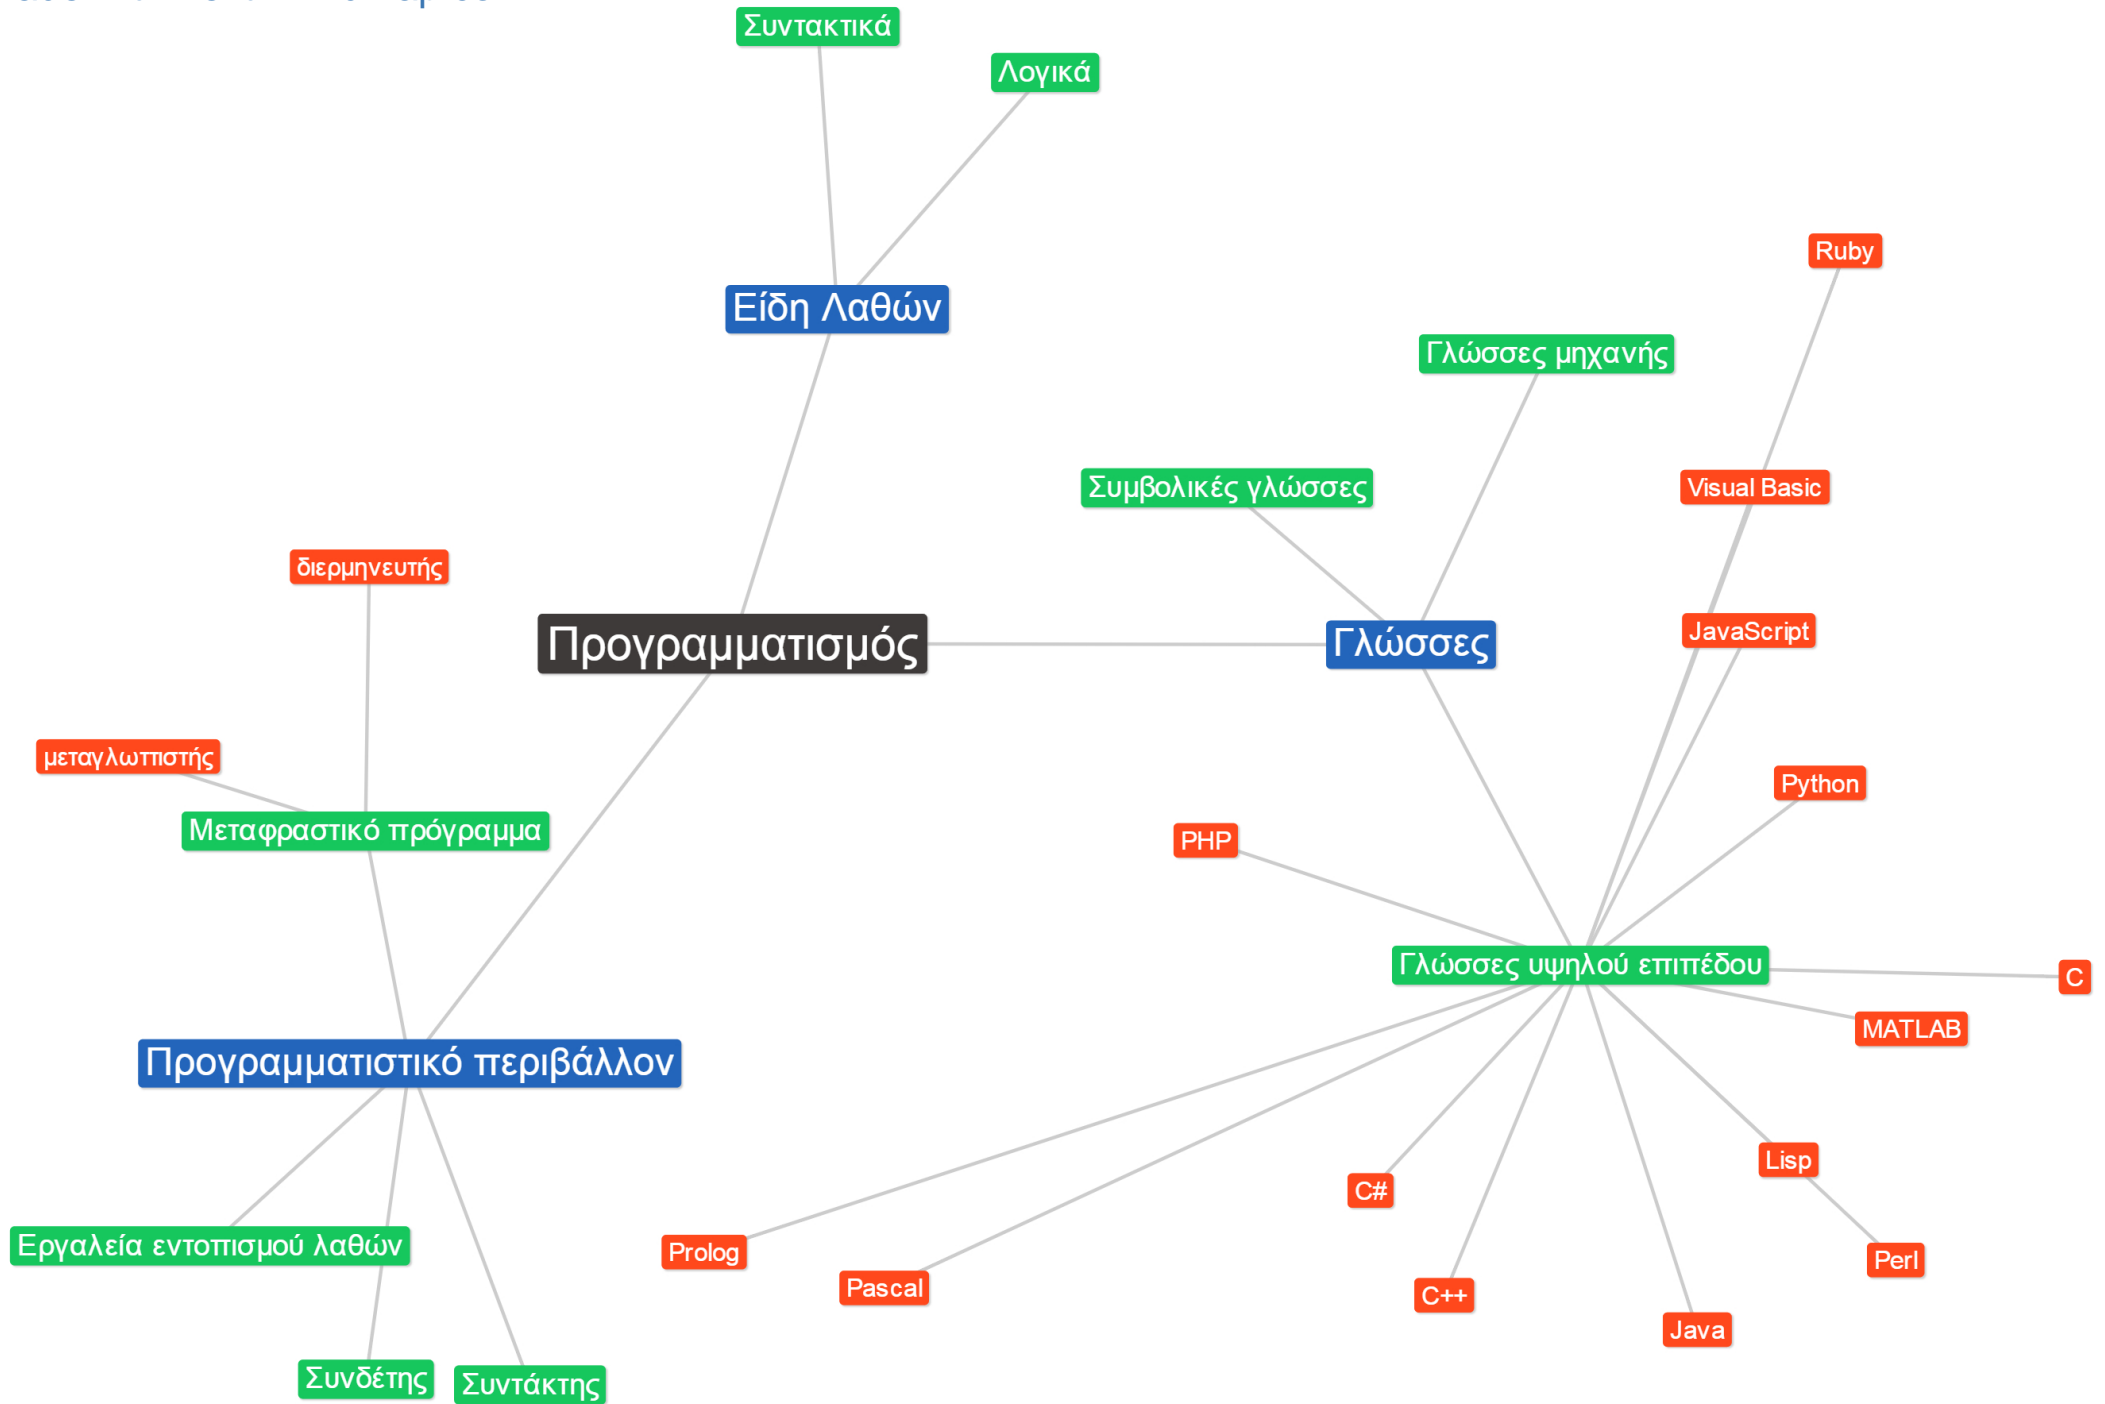 Συντακτικά
Λογικά
Είδη Λαθών
Ruby
Γλώσσες μηχανής
Συμβολικές γλώσσες
Visual Basic
διερμηνευτής
Προγραμματισμός
Γλώσσες
JavaScript
μεταγλωττιστής
Μεταφραστικό πρόγραμμα
Python
PHP
Γλώσσες υψηλού επιπέδου
C
MATLAB
Προγραμματιστικό περιβάλλον
Lisp
C#
Εργαλεία εντοπισμού λαθών
Prolog
Perl
Pascal
C++
Java
Συνδέτης
Συντάκτης